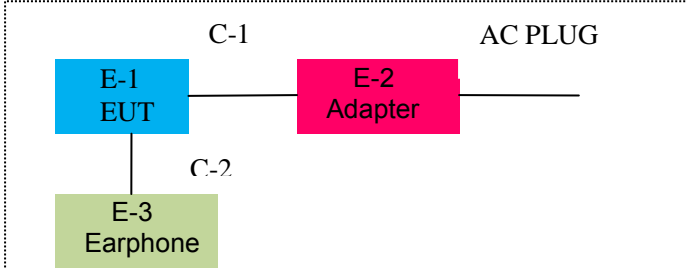 C-1
AC PLUG
E-1
EUT
E-2
Adapter
C-2
E-3
Earphone